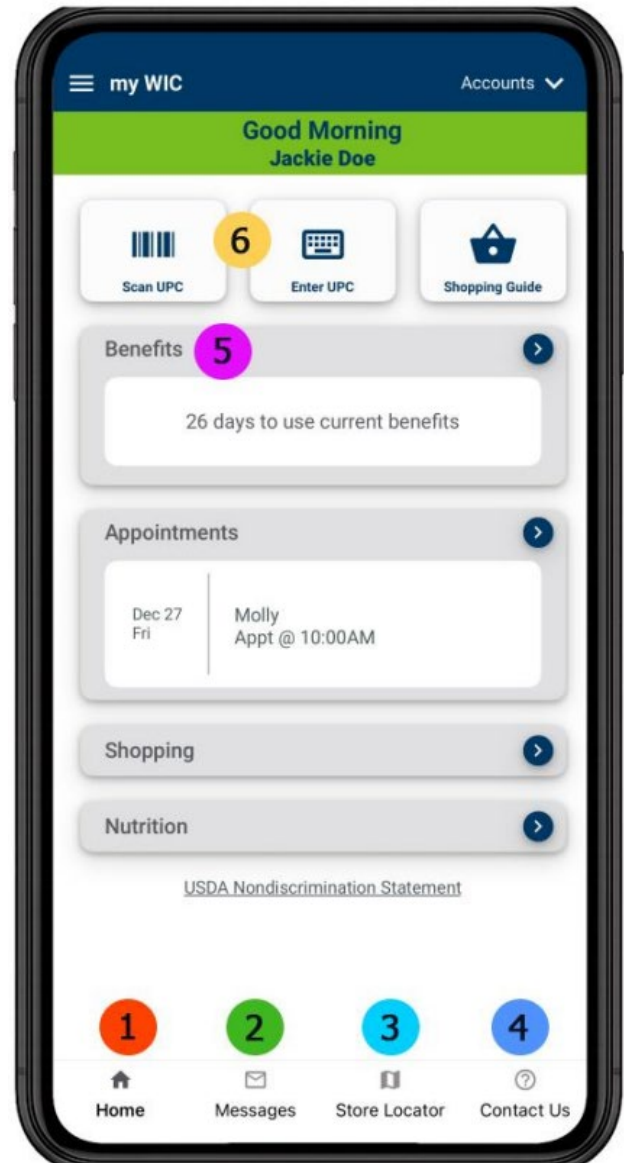 my WIC Accounts
Good Morning
Jackie Doe
6
Scan UPC Enter UPC Shopping Guide
Benefits 5
26 days to use current benefits
Appointments
Dec 27 Molly
Fri Appt @ 10:00AM
Shopping
Nutrition
USDA Nondiscrimination Statement
1 2 3 4
Home Messages Store Locator Contact Us